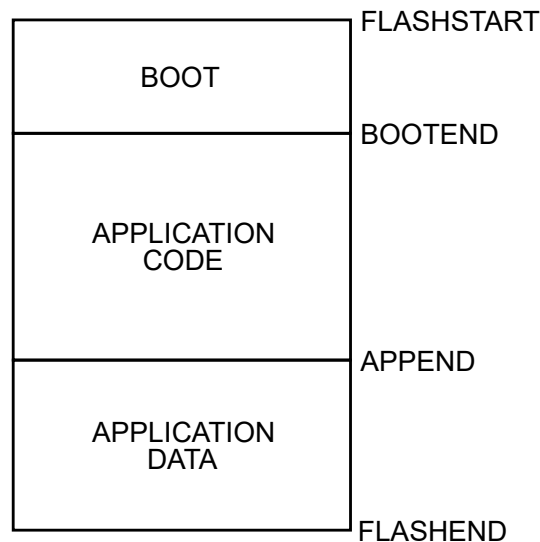 FLASHSTART
BOOT
BOOTEND
APPLICATION
CODE
APPEND
APPLICATION
DATA
FLASHEND